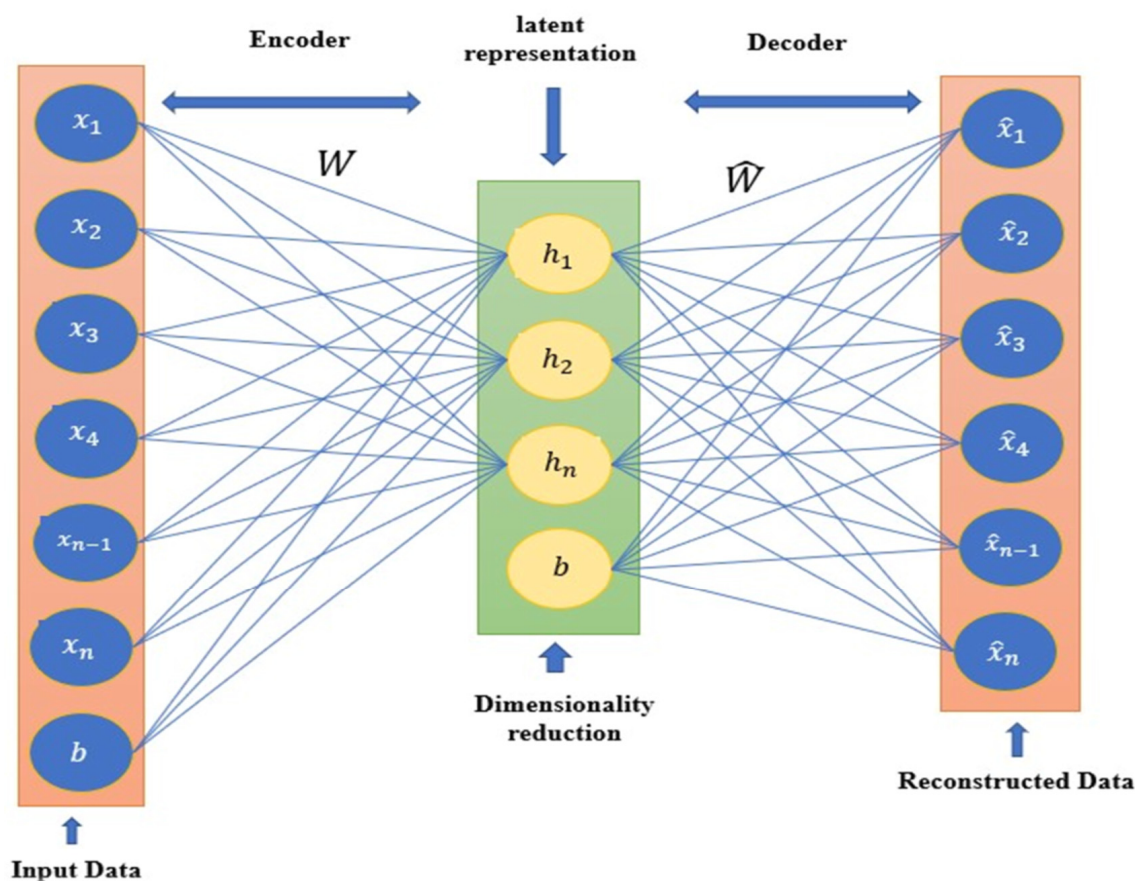 Encoder
latent
representation
Decoder
W
Ŵ
x₁
x₂
x₃
x₄
xₙ₋₁
xₙ
b
h₁
h₂
hₙ
b
x̂₁
x̂₂
x̂₃
x̂₄
x̂ₙ₋₁
x̂ₙ
Dimensionality
reduction
Reconstructed Data
Input Data